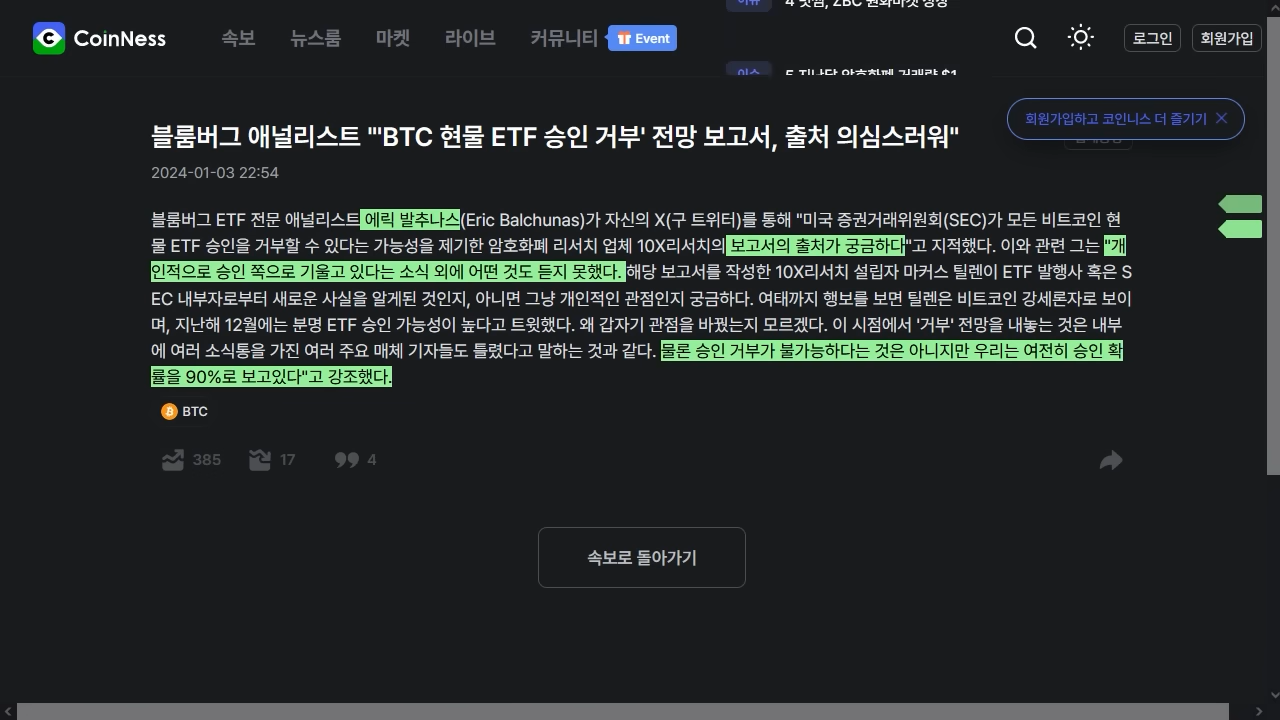 4 빗썸, ZBC 원화마켓 상장
CoinNess
속보
뉴스룸
마켓
라이브
커뮤니티
Event
로그인
회원가입
이슈
회원가입하고 코인니스 더 즐기기
블룸버그 애널리스트 "'BTC 현물 ETF 승인 거부' 전망 보고서, 출처 의심스러워"
2024-01-03 22:54
블룸버그 ETF 전문 애널리스트 에릭 발추나스(Eric Balchunas)가 자신의 X(구 트위터)를 통해 "미국 증권거래위원회(SEC)가 모든 비트코인 현
물 ETF 승인을 거부할 수 있다는 가능성을 제기한 암호화폐 리서치 업체 10X리서치의 보고서의 출처가 궁금하다"고 지적했다. 이와 관련 그는 "개
인적으로 승인 쪽으로 기울고 있다는 소식 외에 어떤 것도 듣지 못했다. 해당 보고서를 작성한 10X리서치 설립자 마커스 틸렌이 ETF 발행사 혹은 S
EC 내부자로부터 새로운 사실을 알게된 것인지, 아니면 그냥 개인적인 관점인지 궁금하다. 여태까지 행보를 보면 틸렌은 비트코인 강세론자로 보이
며, 지난해 12월에는 분명 ETF 승인 가능성이 높다고 트윗했다. 왜 갑자기 관점을 바꿨는지 모르겠다. 이 시점에서 '거부' 전망을 내놓는 것은 내부
에 여러 소식통을 가진 여러 주요 매체 기자들도 틀렸다고 말하는 것과 같다. 물론 승인 거부가 불가능하다는 것은 아니지만 우리는 여전히 승인 확
률을 90%로 보고있다"고 강조했다.
BTC
385
17
4
속보로 돌아가기